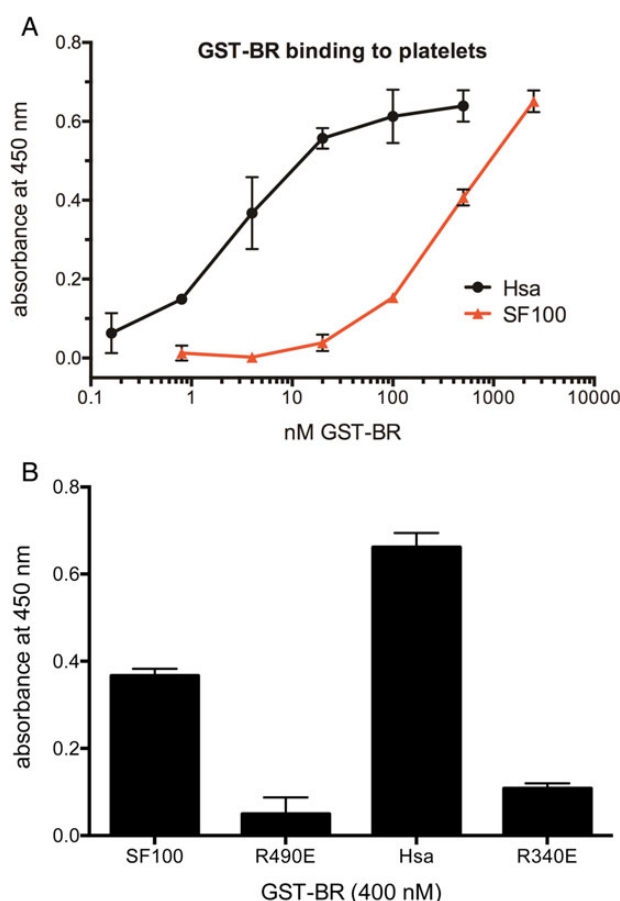 A
GST-BR binding to platelets
absorbance at 450 nm
0.8
0.6
0.4
0.2
0.0
0.1
1
10
100
1000
10000
nM GST-BR
Hsa
SF100
B
absorbance at 450 nm
0.8
0.6
0.4
0.2
0.0
SF100
R490E
Hsa
R340E
GST-BR (400 nM)